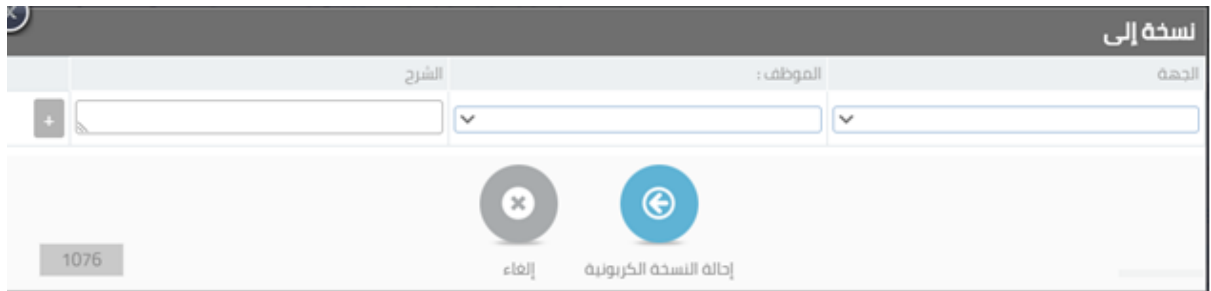 نسخة إلى
الجهة الموظف : الشرح
+
إحالة النسخة الكربونية إلغاء
1076